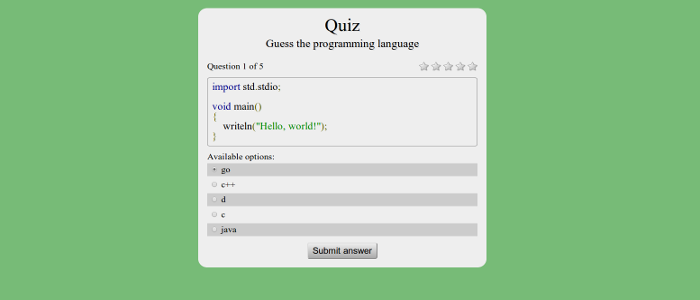 Quiz
Guess the programming language
Question 1 of 5
import std.stdio;
void main()
{
writeln("Hello, world!");
}
Available options:
go
c++
d
c
java
Submit answer